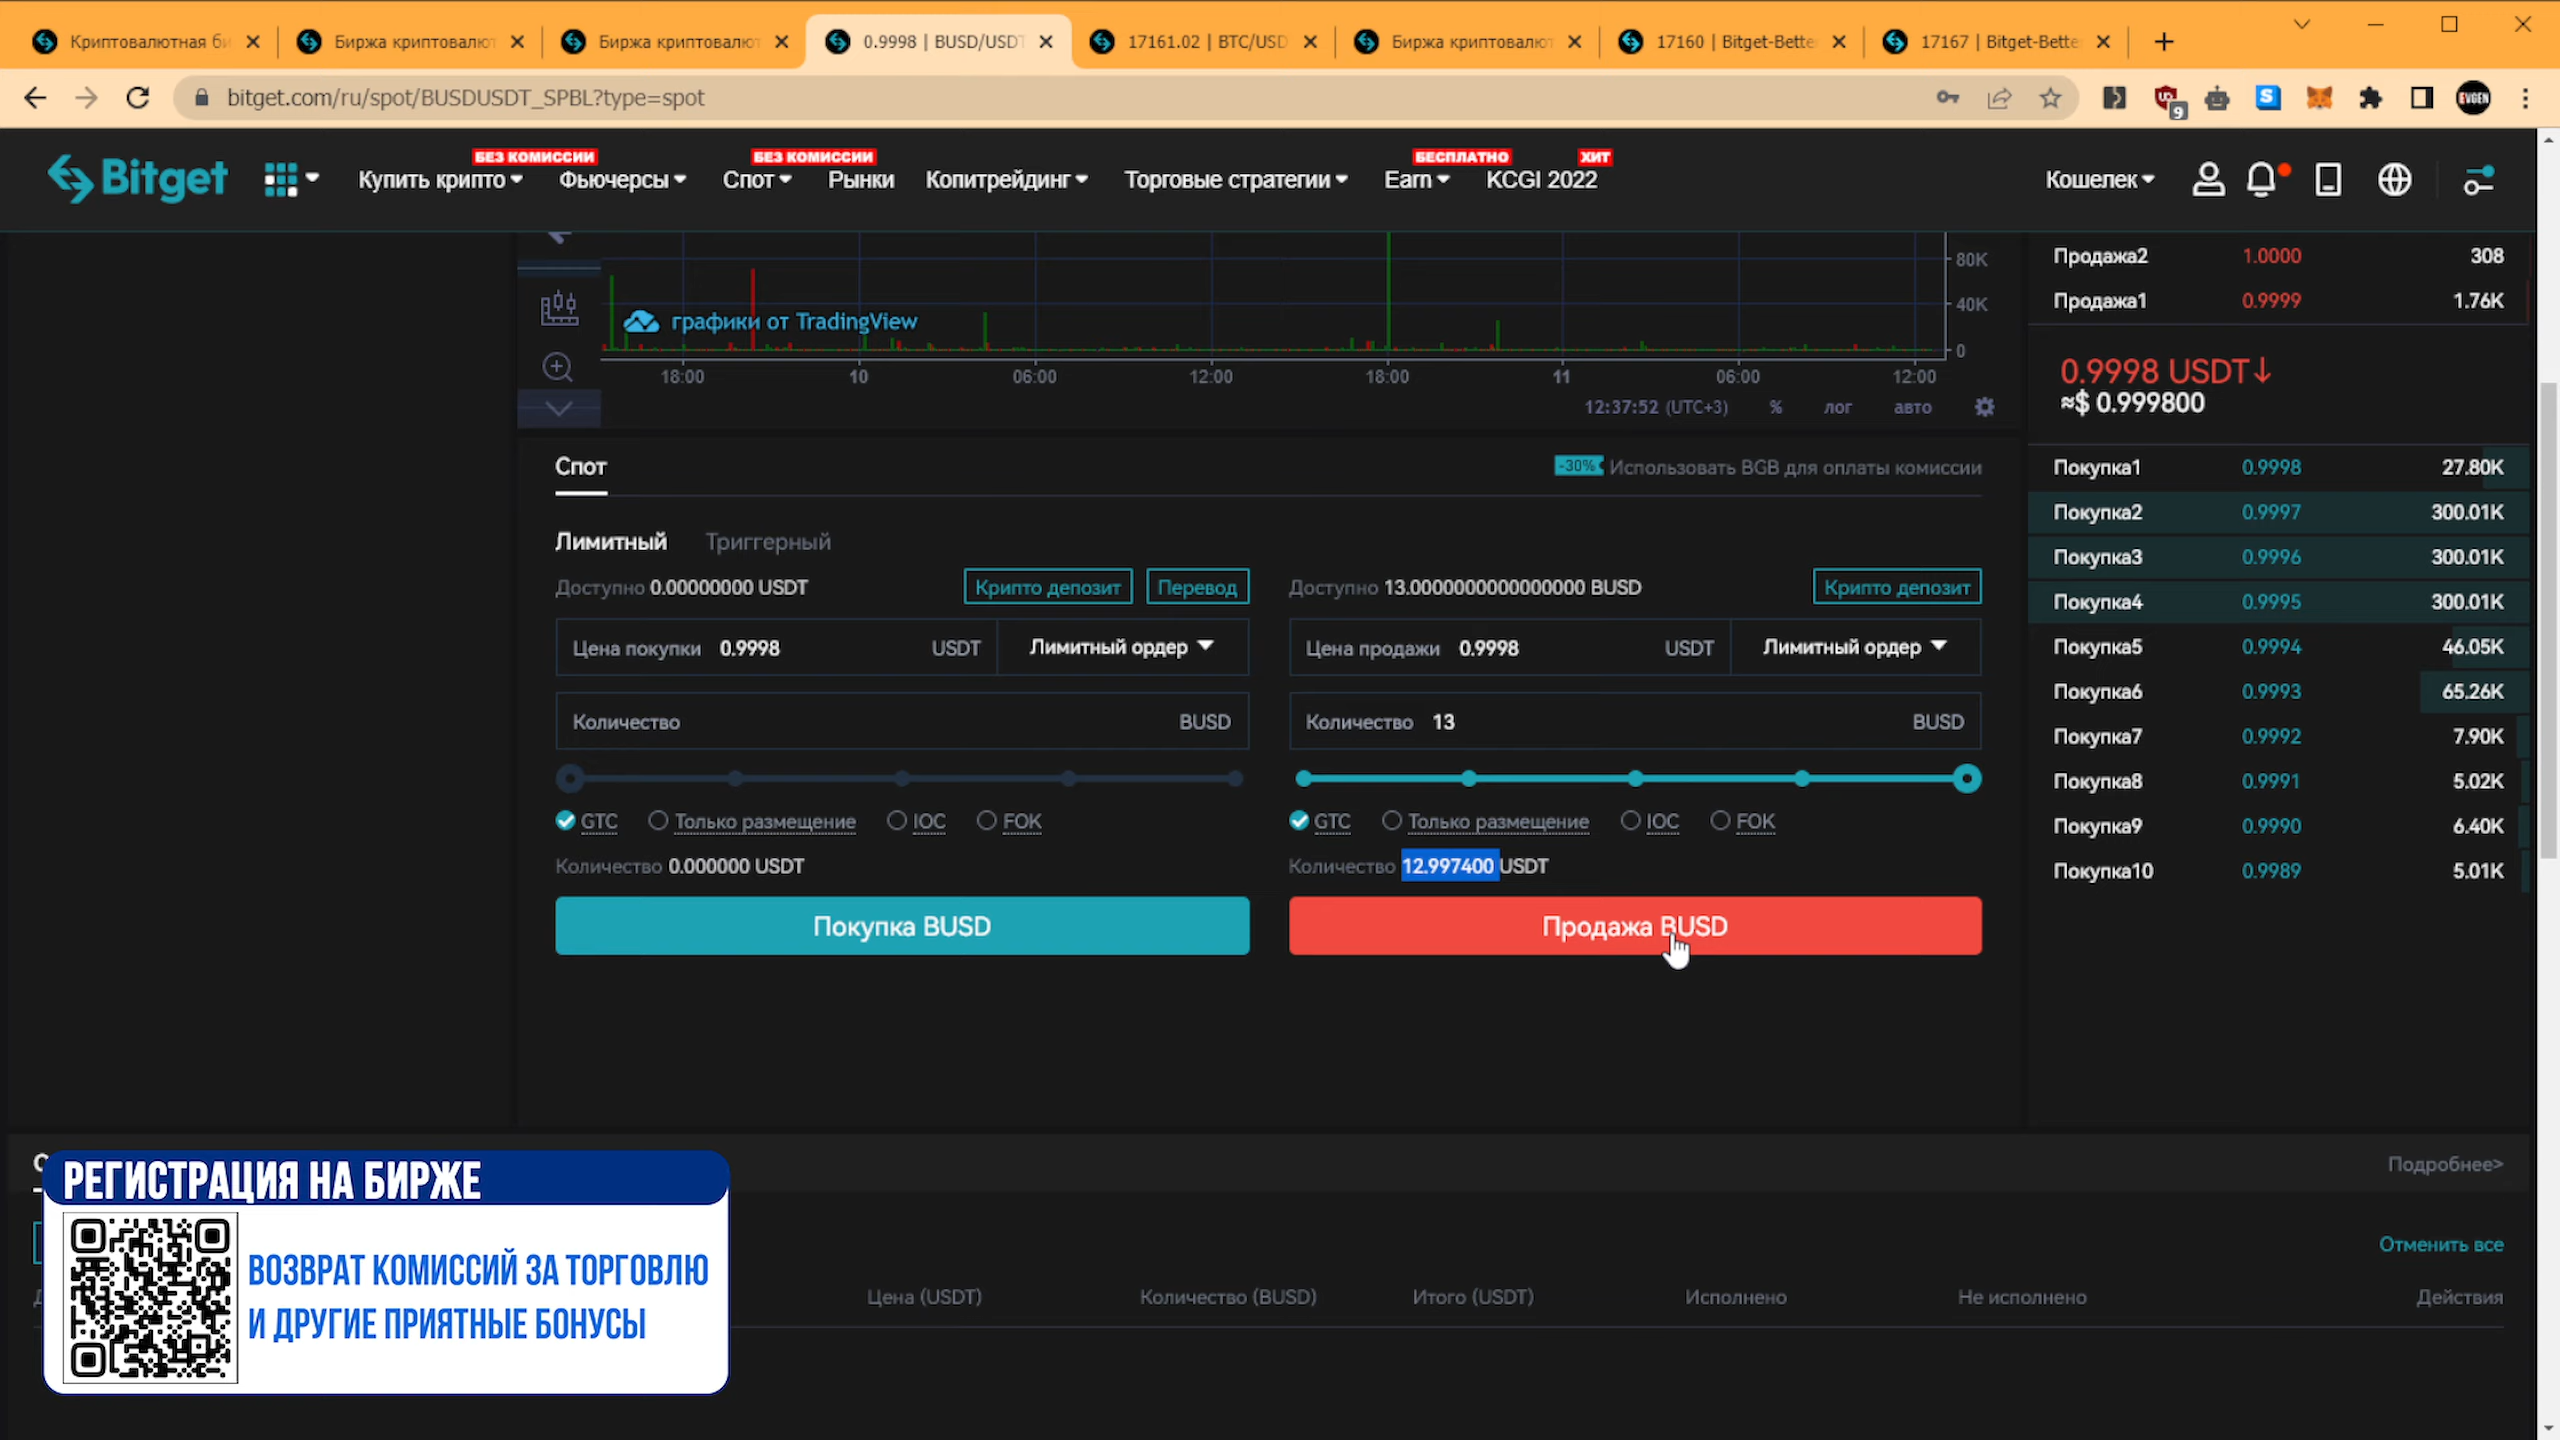 Криптовалютная би
Биржа криптовалют
Биржа криптовалют
0.9998 | BUSD/USDT
17161.02 | BTC/USD
Биржа криптовалют
17160 | Bitget-Bette
17167 | Bitget-Bette
bitget.com/ru/spot/BUSDUSDT_SPBL?type=spot
9
EVGEN
Bitget
Купить крипто
БЕЗ КОМИССИИ
Фьючерсы
Спот
БЕЗ КОМИССИИ
Рынки
Копитрейдинг
Торговые стратегии
Earn
БЕСПЛАТНО
KCGI 2022
ХИТ
Кошелек
80K
40K
0
графики от TradingView
18:00 10 06:00 12:00 18:00 11 06:00 12:00
12:37:52 (UTC+3) % лог авто
Продажа2 1.0000 308
Продажа1 0.9999 1.76K
0.9998 USDT↓
≈$ 0.999800
Покупка1 0.9998 27.80K
Покупка2 0.9997 300.01K
Покупка3 0.9996 300.01K
Покупка4 0.9995 300.01K
Покупка5 0.9994 46.05K
Покупка6 0.9993 65.26K
Покупка7 0.9992 7.90K
Покупка8 0.9991 5.02K
Покупка9 0.9990 6.40K
Покупка10 0.9989 5.01K
Спот
-30% Использовать BGB для оплаты комиссии
Лимитный Триггерный
Доступно 0.00000000 USDT Крипто депозит Перевод
Цена покупки 0.9998 USDT Лимитный ордер
Количество BUSD
GTC Только размещение IOC FOK
Количество 0.000000 USDT
Покупка BUSD
Доступно 13.0000000000000000 BUSD Крипто депозит
Цена продажи 0.9998 USDT Лимитный ордер
Количество 13 BUSD
GTC Только размещение IOC FOK
Количество 12.997400 USDT
Продажа BUSD
Подробнее>
Отменить все
Цена (USDT) Количество (BUSD) Итого (USDT) Исполнено Не исполнено Действия
РЕГИСТРАЦИЯ НА БИРЖЕ
ВОЗВРАТ КОМИССИЙ ЗА ТОРГОВЛЮ
И ДРУГИЕ ПРИЯТНЫЕ БОНУСЫ